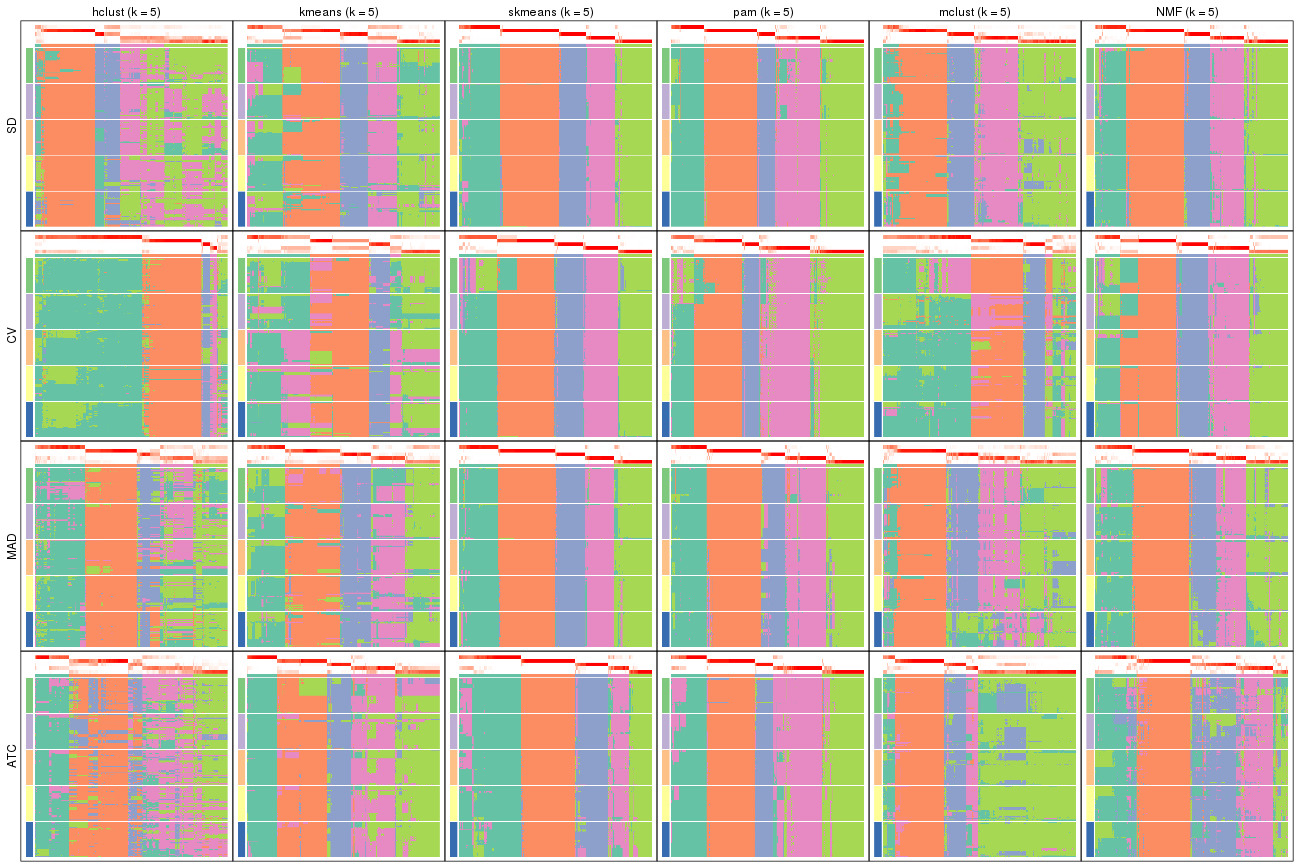 hclust (k = 5)
kmeans (k = 5)
skmeans (k = 5)
pam (k = 5)
mclust (k = 5)
NMF (k = 5)
SD
CV
MAD
ATC